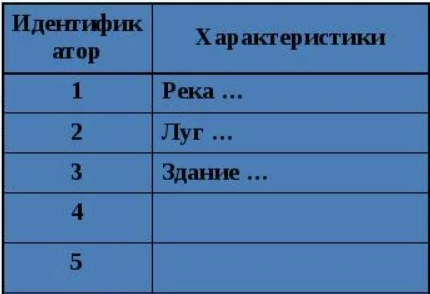 Идентифик
атор
Характеристики
1 Река ...
2 Луг ...
3 Здание ...
4
5